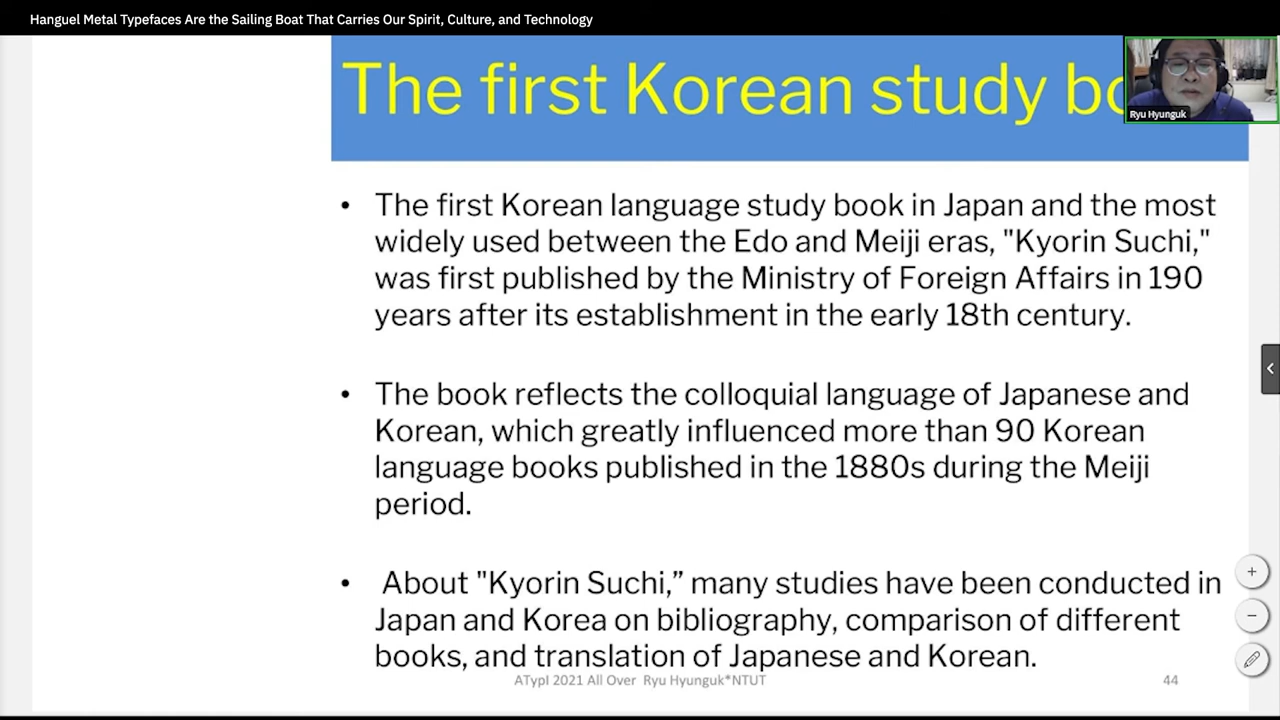 Hanguel Metal Typefaces Are the Sailing Boat That Carries Our Spirit, Culture, and Technology
The first Korean study
Ryu Hyunguk
• The first Korean language study book in Japan and the most
widely used between the Edo and Meiji eras, "Kyorin Suchi,"
was first published by the Ministry of Foreign Affairs in 190
years after its establishment in the early 18th century.
• The book reflects the colloquial language of Japanese and
Korean, which greatly influenced more than 90 Korean
language books published in the 1880s during the Meiji
period.
• About "Kyorin Suchi,” many studies have been conducted in
Japan and Korea on bibliography, comparison of different
books, and translation of Japanese and Korean.
ATypI 2021 All Over Ryu Hyunguk*NTUT
44